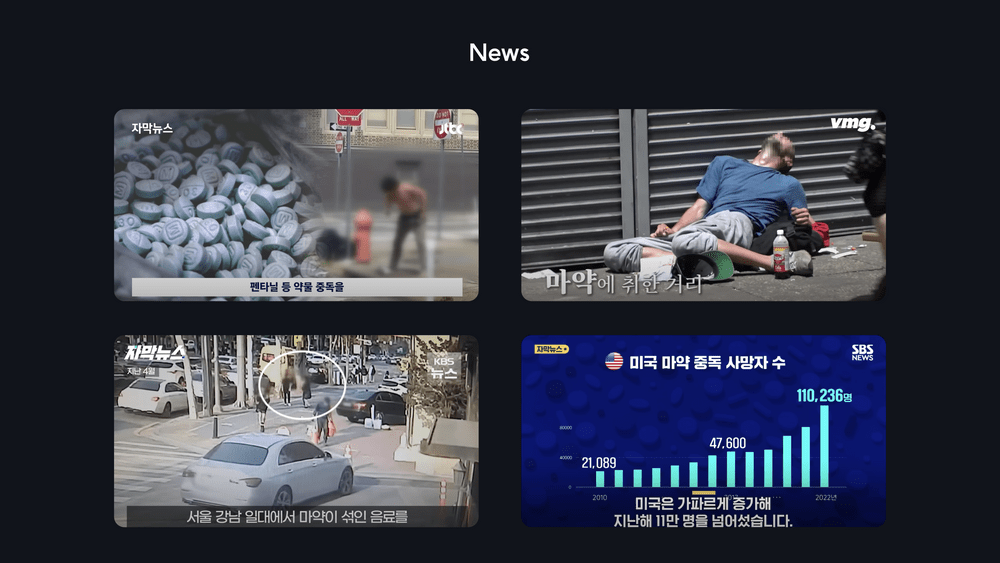 News
자막뉴스
jtbc
ALL WAY
펜타닐 등 약물 중독을
vmg.
마약에 취한 거리
자막뉴스
지난 4월
KBS
뉴스
서울 강남 일대에서 마약이 섞인 음료를
자막뉴스
SBS
NEWS
미국 마약 중독 사망자 수
110,236명
80000
47,600
40000
21,089
0
2010
2022년
미국은 가파르게 증가해
지난해 11만 명을 넘어섰습니다.